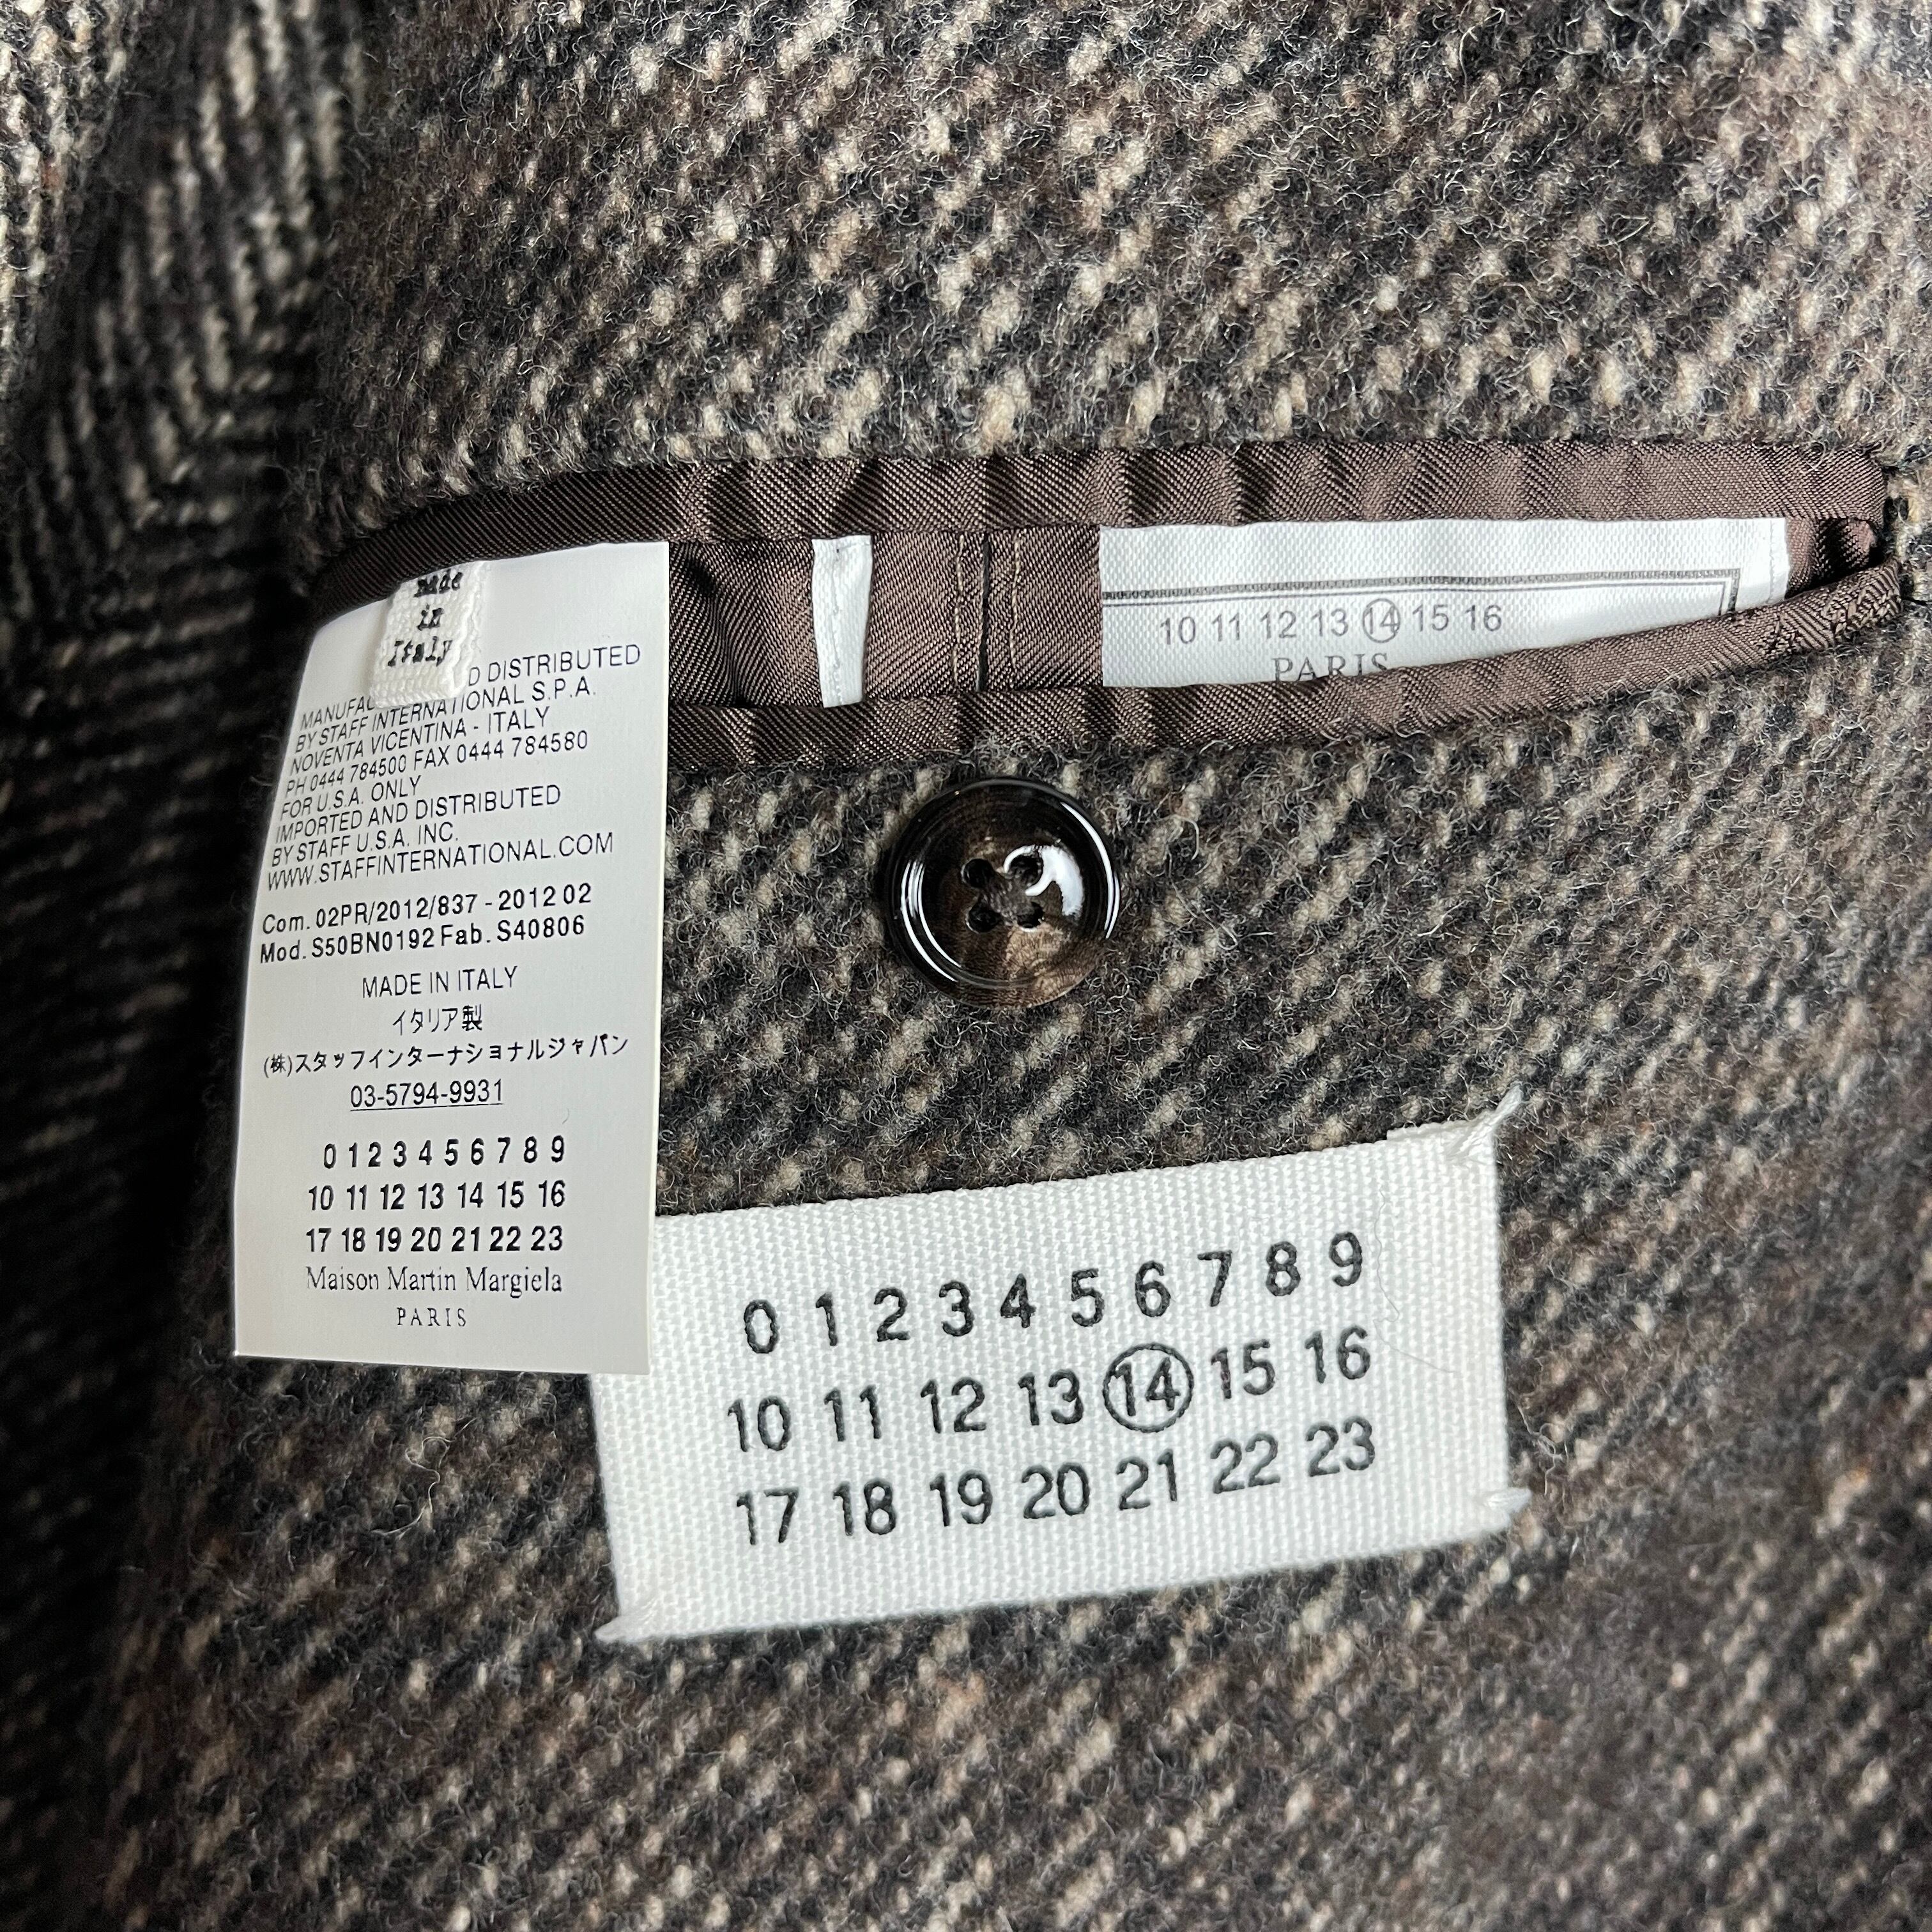 made
in
Italy
D DISTRIBUTED
MANUFAC
BY STAFF INTERNATIONAL S.P.A.
NOVENTA VICENTINA - ITALY
PH 0444 784500 FAX 0444 784580
FOR U.S.A. ONLY
IMPORTED AND DISTRIBUTED
BY STAFF U.S.A. INC.
WWW.STAFFINTERNATIONAL.COM
Com. 02PR/2012/837 - 2012 02
Mod. S50BN0192 Fab. S40806
MADE IN ITALY
イタリア製
(株)スタッフインターナショナルジャパン
03-5794-9931
0 1 2 3 4 5 6 7 8 9
10 11 12 13 14 15 16
17 18 19 20 21 22 23
Maison Martin Margiela
PARIS
10 11 12 13 14 15 16
PARIS
0 1 2 3 4 5 6 7 8 9
10 11 12 13 14 15 16
17 18 19 20 21 22 23